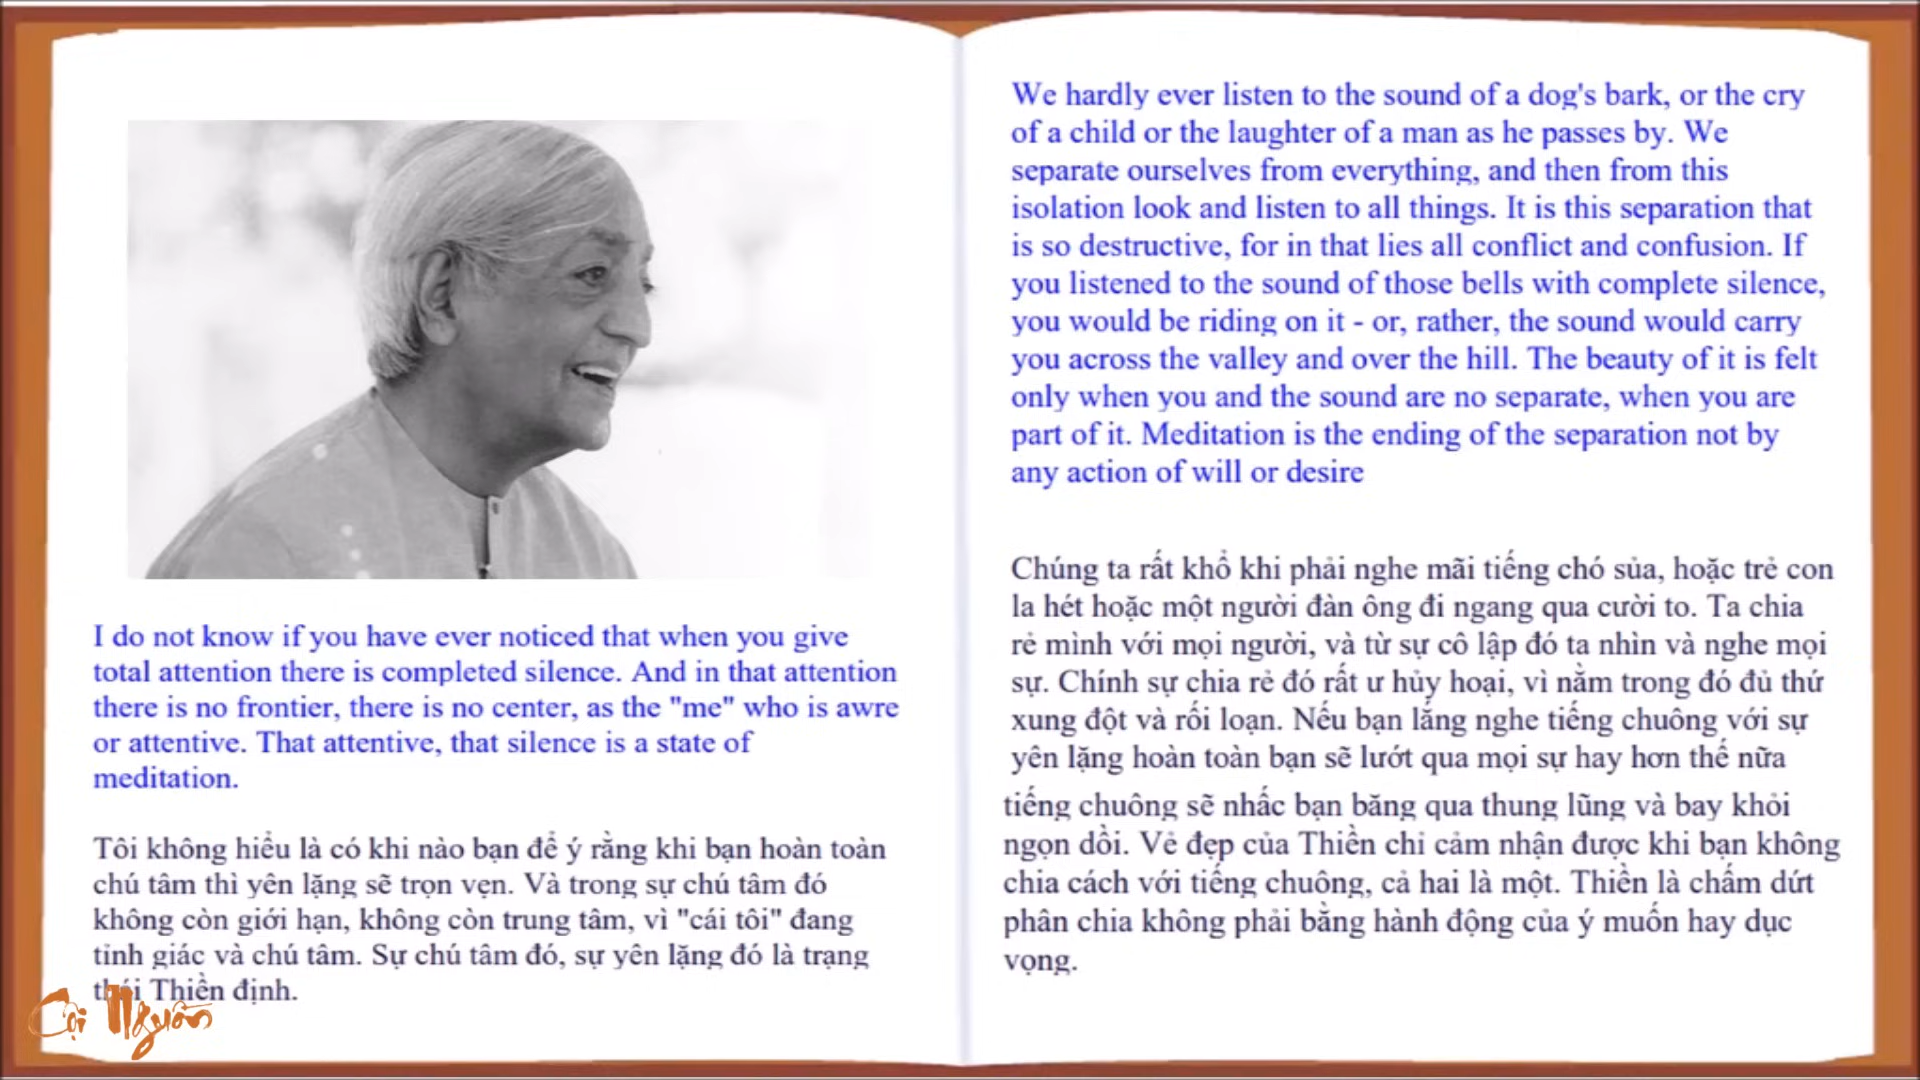 I do not know if you have ever noticed that when you give
total attention there is completed silence. And in that attention
there is no frontier, there is no center, as the "me" who is awre
or attentive. That attentive, that silence is a state of
meditation.
Tôi không hiểu là có khi nào bạn để ý rằng khi bạn hoàn toàn
chú tâm thì yên lặng sẽ trọn vẹn. Và trong sự chú tâm đó
không còn giới hạn, không còn trung tâm, vì "cái tôi" đang
tỉnh giác và chú tâm. Sự chú tâm đó, sự yên lặng đó là trạng
thái Thiền định.
Cội Nguồn
We hardly ever listen to the sound of a dog's bark, or the cry
of a child or the laughter of a man as he passes by. We
separate ourselves from everything, and then from this
isolation look and listen to all things. It is this separation that
is so destructive, for in that lies all conflict and confusion. If
you listened to the sound of those bells with complete silence,
you would be riding on it - or, rather, the sound would carry
you across the valley and over the hill. The beauty of it is felt
only when you and the sound are no separate, when you are
part of it. Meditation is the ending of the separation not by
any action of will or desire
Chúng ta rất khổ khi phải nghe mãi tiếng chó sủa, hoặc trẻ con
la hét hoặc một người đàn ông đi ngang qua cười to. Ta chia
rẽ mình với mọi người, và từ sự cô lập đó ta nhìn và nghe mọi
sự. Chính sự chia rẽ đó rất ư hủy hoại, vì nằm trong đó đủ thứ
xung đột và rối loạn. Nếu bạn lắng nghe tiếng chuông với sự
yên lặng hoàn toàn bạn sẽ lướt qua mọi sự hay hơn thế nữa
tiếng chuông sẽ nhấc bạn băng qua thung lũng và bay khỏi
ngọn dồi. Vẻ đẹp của Thiền chỉ cảm nhận được khi bạn không
chia cách với tiếng chuông, cả hai là một. Thiền là chấm dứt
phân chia không phải bằng hành động của ý muốn hay dục
vọng.